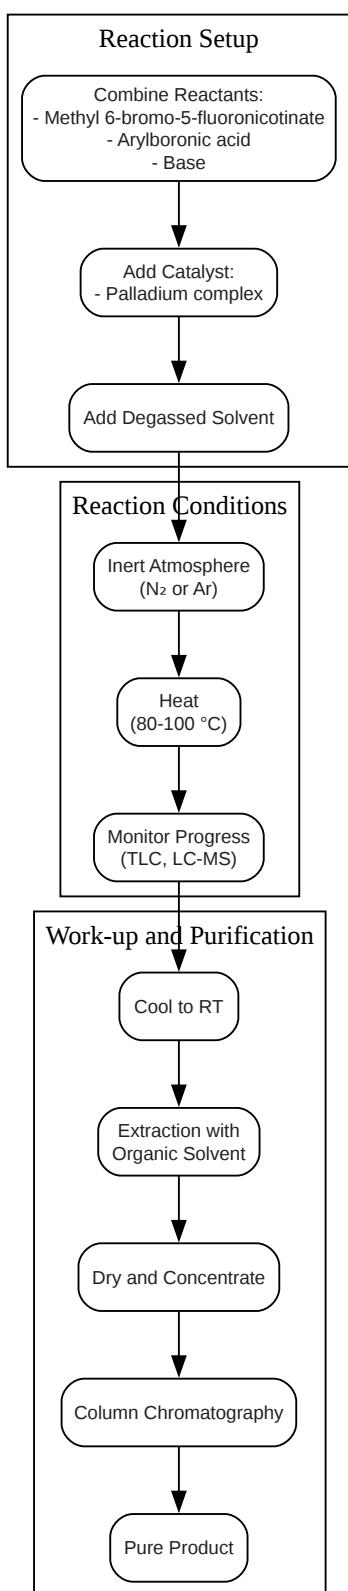 Reaction Setup
Combine Reactants:
- Methyl 6-bromo-5-fluoronicotinate
- Arylboronic acid
- Base
Add Catalyst:
- Palladium complex
Add Degassed Solvent
Reaction Conditions
Inert Atmosphere
(N₂ or Ar)
Heat
(80-100 °C)
Monitor Progress
(TLC, LC-MS)
Work-up and Purification
Cool to RT
Extraction with
Organic Solvent
Dry and Concentrate
Column Chromatography
Pure Product